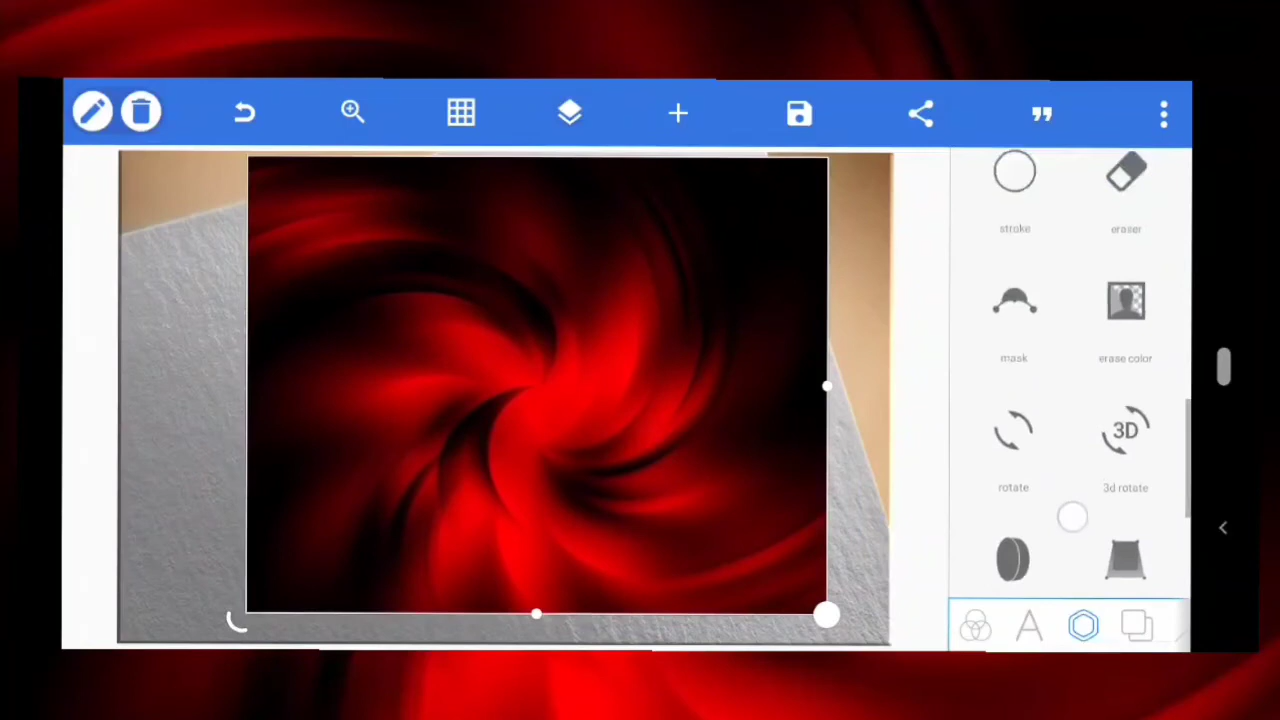 stroke
eraser
mask
erase color
3D
rotate
3d rotate